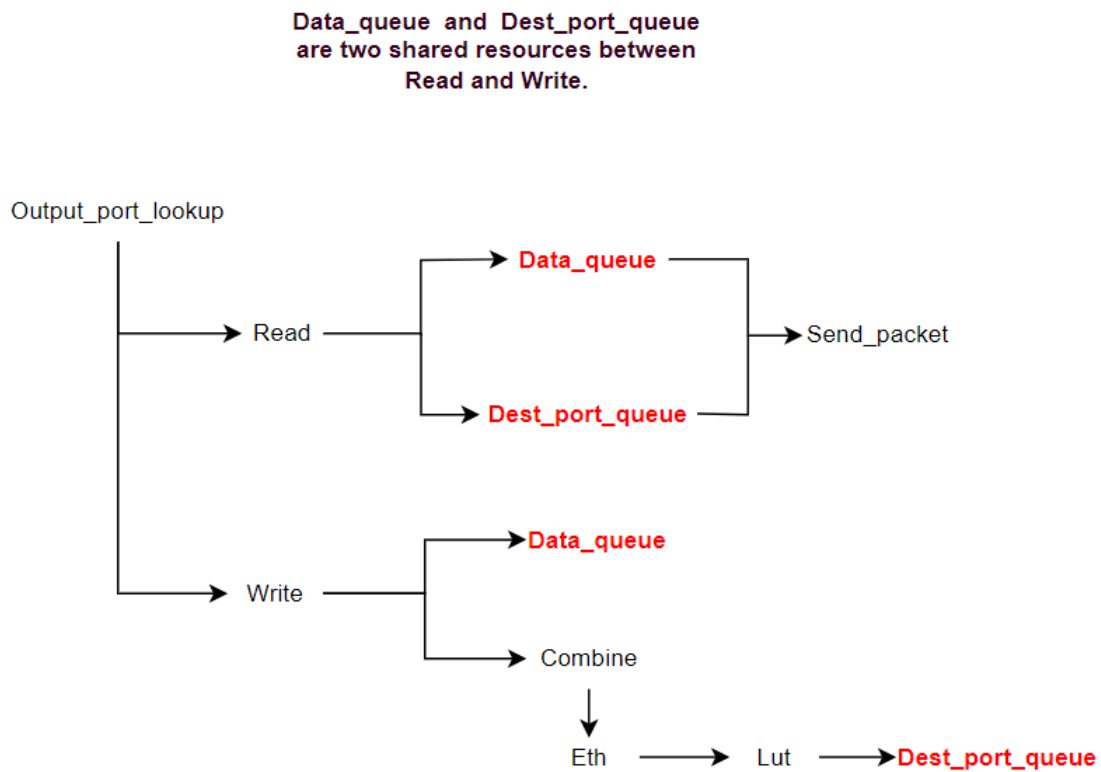 Data_queue and Dest_port_queue
are two shared resources between
Read and Write.
Output_port_lookup
Data_queue
Read
Send_packet
Dest_port_queue
Data_queue
Write
Combine
Eth
Lut
Dest_port_queue